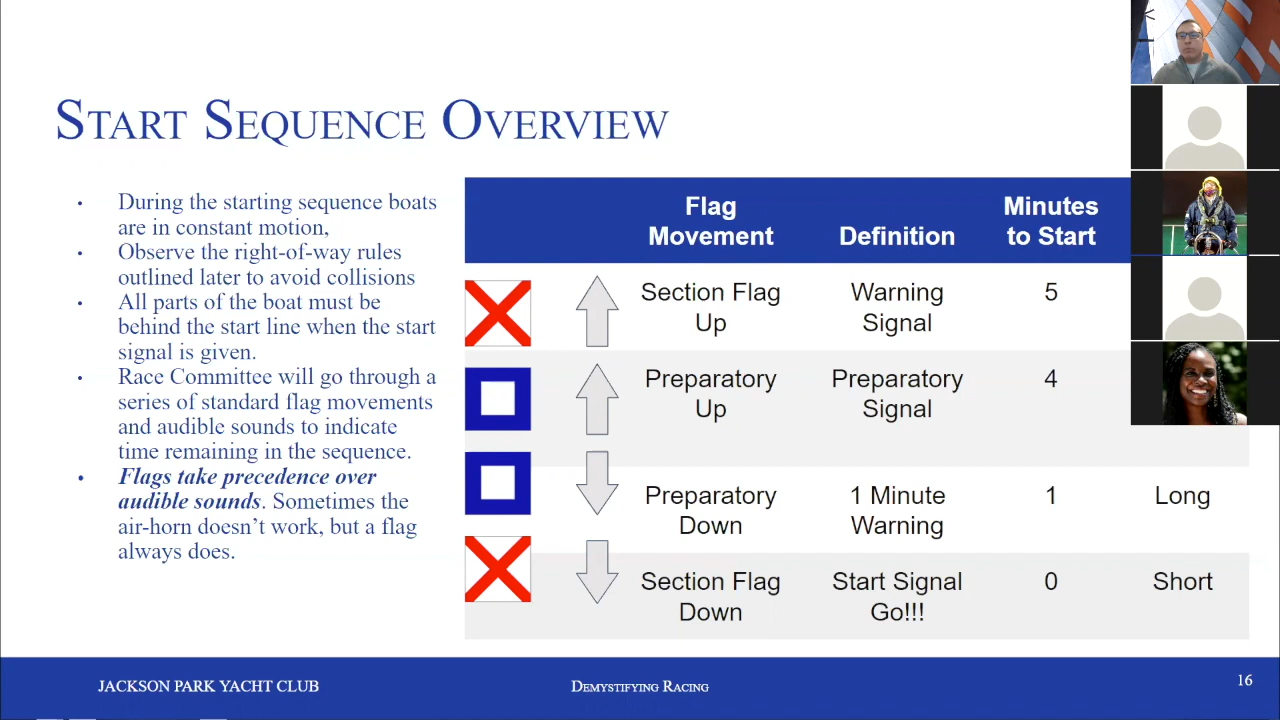 START SEQUENCE OVERVIEW
During the starting sequence boats
are in constant motion,
Observe the right-of-way rules
outlined later to avoid collisions
All parts of the boat must be
behind the start line when the start
signal is given.
Race Committee will go through a
series of standard flag movements
and audible sounds to indicate
time remaining in the sequence.
Flags take precedence over
audible sounds. Sometimes the
air-horn doesn't work, but a flag
always does.
Flag
Movement
Definition
Minutes
to Start
Section Flag
Up
Warning
Signal
5
Preparatory
Up
Preparatory
Signal
4
Preparatory
Down
1 Minute
Warning
1
Long
Section Flag
Down
Start Signal
Go!!!
0
Short
JACKSON PARK YACHT CLUB
DEMYSTIFYING RACING
16